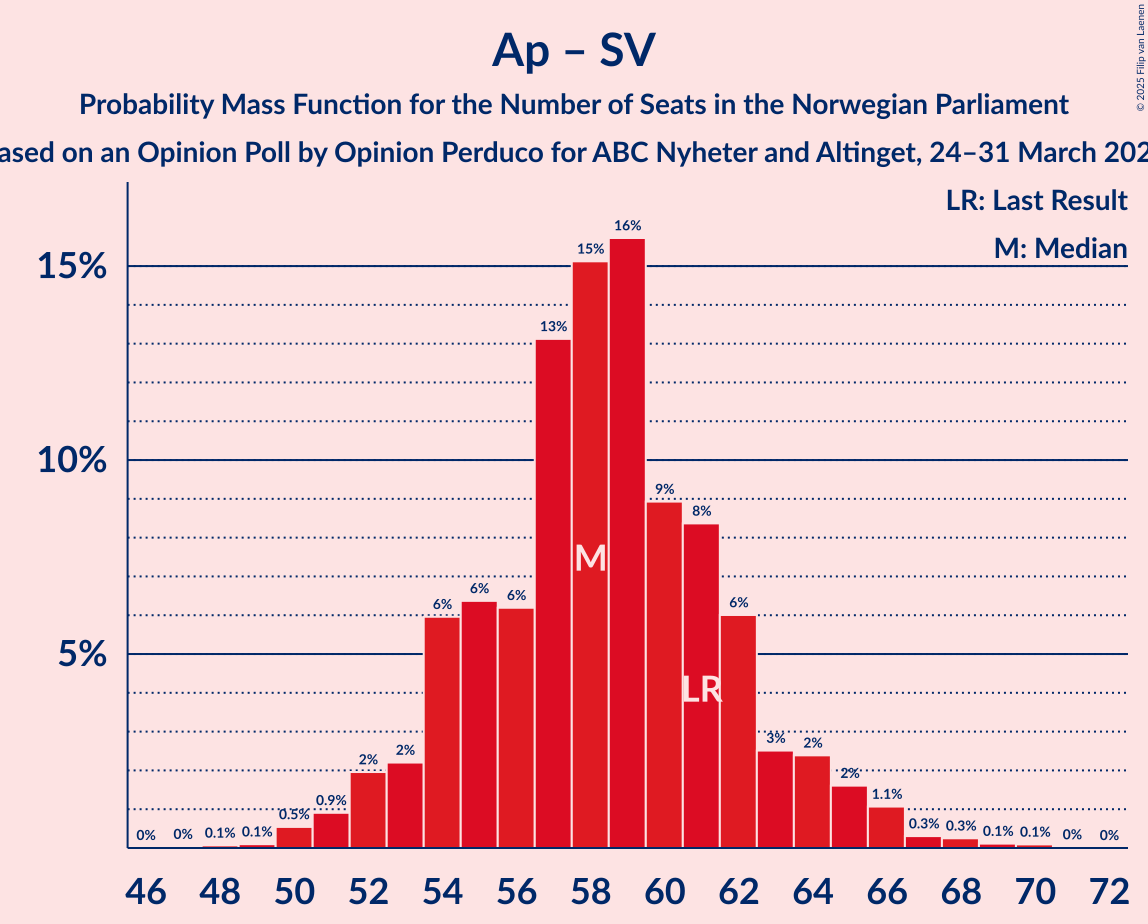 Ap – SV
Probability Mass Function for the Number of Seats in the Norwegian Parliament
ased on an Opinion Poll by Opinion Perduco for ABC Nyheter and Altinget, 24–31 March 202
© 2025 Filip van Laenen
LR: Last Result
M: Median
15%
10%
5%
0% 0% 0.1% 0.1% 0.5% 0.9% 2% 2% 6% 6% 6% 13% 15% 16% 9% 8% 6% 3% 2% 2% 1.1% 0.3% 0.3% 0.1% 0.1% 0% 0%
M
LR
46 48 50 52 54 56 58 60 62 64 66 68 70 72